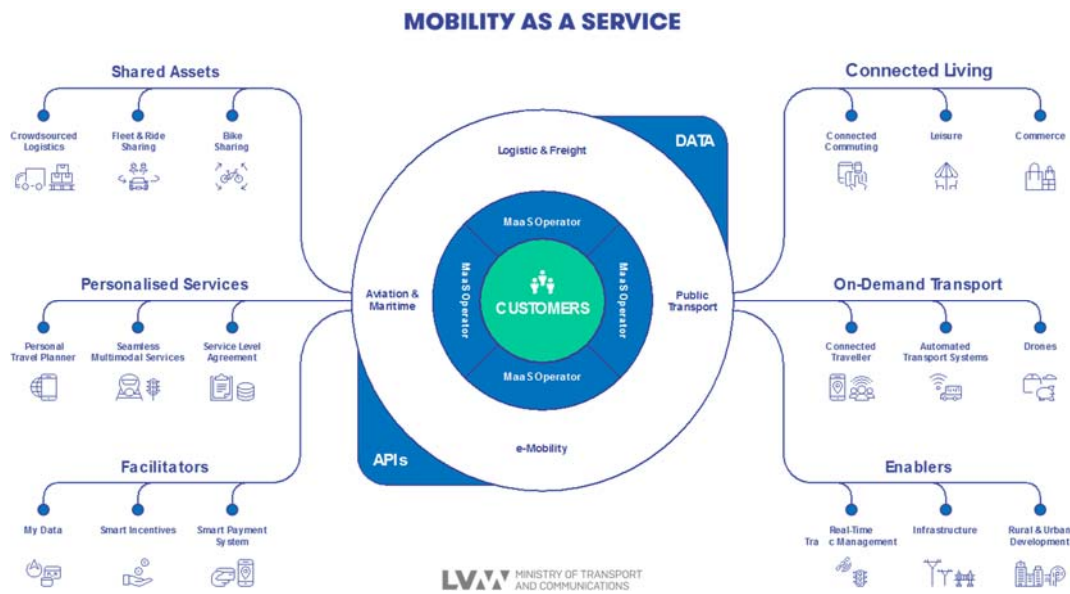 MOBILITY AS A SERVICE
Shared Assets
Crowdsourced
Logistics
Fleet & Ride
Sharing
Bike
Sharing
Personalised Services
Personal
Travel Planner
Seamless
Multimodal Services
Service Level
Agreement
Facilitators
My Data
Smart Incentives
Smart Payment
System
DATA
Logistic & Freight
MaaS Operator
MaaS Operator
CUSTOMERS
MaaS Operator
MaaS Operator
Aviation &
Maritime
Public
Transport
e-Mobility
APIs
Connected Living
Connected
Commuting
Leisure
Commerce
On-Demand Transport
Connected
Traveller
Automated
Transport Systems
Drones
Enablers
Real-Time
Tra c Management
Infrastructure
Rural & Urban
Development
LVM MINISTRY OF TRANSPORT
AND COMMUNICATIONS